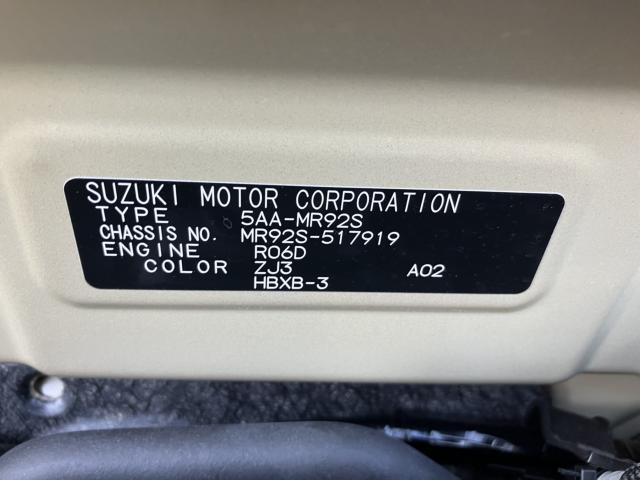 SUZUKI MOTOR CORPORATION
TYPE 5AA-MR92S
CHASSIS NO. MR92S-517919
ENGINE R06D
COLOR ZJ3 A02
HBXB-3